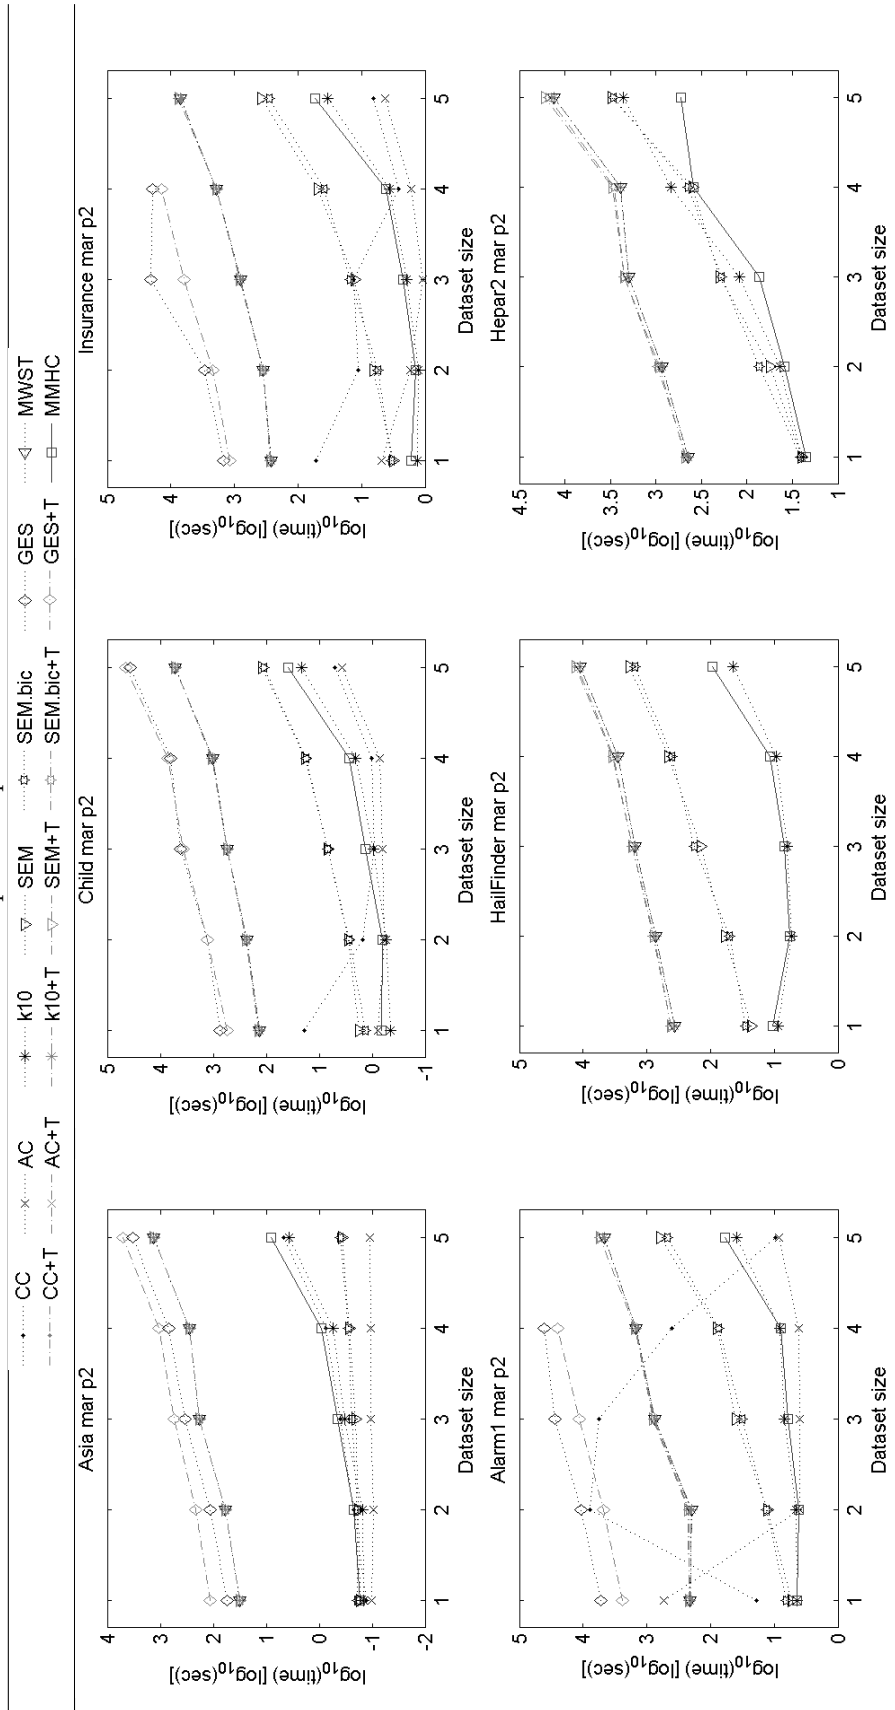 CC AC k10 SEM SEM.bic GES MWST
CC+T AC+T k10+T SEM+T SEM.bic+T GES+T MMHC
Asia mar p2
log10(time) [log10(sec)]
4
3
2
1
0
-1
-2
1 2 3 4 5
Dataset size
Child mar p2
log10(time) [log10(sec)]
5
4
3
2
1
0
-1
1 2 3 4 5
Dataset size
Insurance mar p2
log10(time) [log10(sec)]
5
4
3
2
1
0
1 2 3 4 5
Dataset size
Alarm1 mar p2
log10(time) [log10(sec)]
5
4
3
2
1
0
1 2 3 4 5
Dataset size
HailFinder mar p2
log10(time) [log10(sec)]
5
4
3
2
1
0
1 2 3 4 5
Dataset size
Hepar2 mar p2
log10(time) [log10(sec)]
4.5
4
3.5
3
2.5
2
1.5
1
1 2 3 4 5
Dataset size